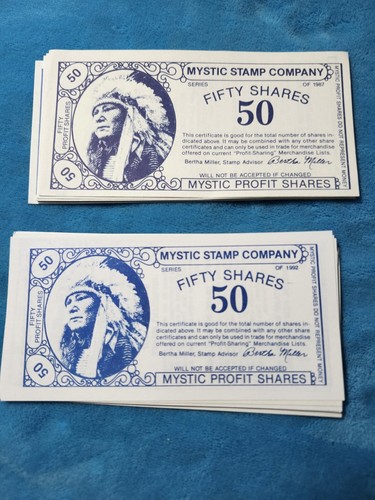 50
MYSTIC STAMP COMPANY
SERIES OF 1987
FIFTY SHARES
50
FIFTY
PROFIT SHARES
This certificate is good for the total number of shares in-
dicated above. It may be combined with any other share
certificates and can only be used in trade for merchandise
offered on current "Profit-Sharing" Merchandise Lists.
Bertha Miller, Stamp Advisor Bertha Miller
50
WILL NOT BE ACCEPTED IF CHANGED
MYSTIC PROFIT SHARES
MYSTIC PROFIT SHARES DO NOT REPRESENT MONEY
50
MYSTIC STAMP COMPANY
SERIES OF 1992
FIFTY SHARES
50
FIFTY
PROFIT SHARES
This certificate is good for the total number of shares in-
dicated above. It may be combined with any other share
certificates and can only be used in trade for merchandise
offered on current "Profit-Sharing" Merchandise Lists.
Bertha Miller, Stamp Advisor Bertha Miller
50
WILL NOT BE ACCEPTED IF CHANGED
MYSTIC PROFIT SHARES
MYSTIC PROFIT SHARES DO NOT REPRESENT MONEY